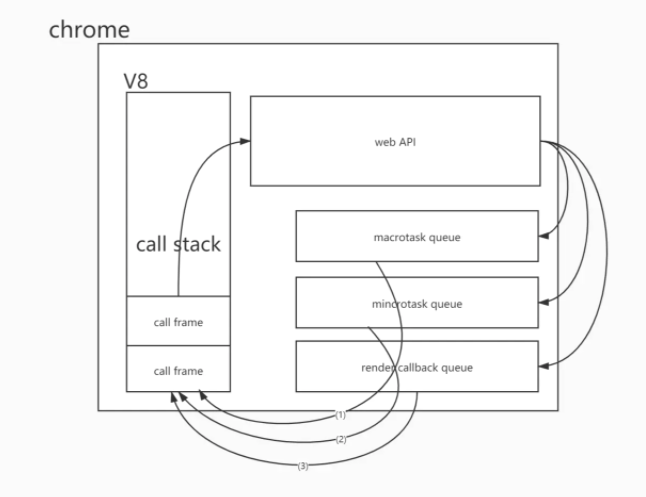 chrome
V8
web API
macrotask queue
call stack
mincrotask queue
call frame
render callback queue
call frame
(1)
(2)
(3)